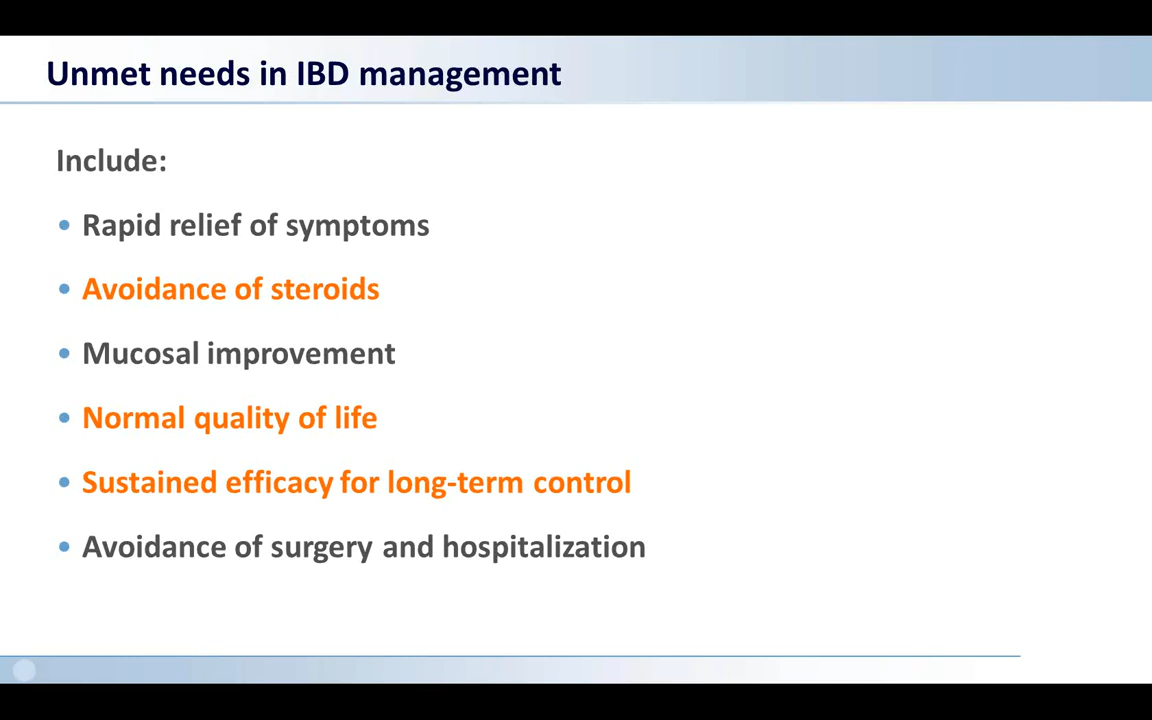 Unmet needs in IBD management
Include:
• Rapid relief of symptoms
• Avoidance of steroids
• Mucosal improvement
• Normal quality of life
• Sustained efficacy for long-term control
• Avoidance of surgery and hospitalization